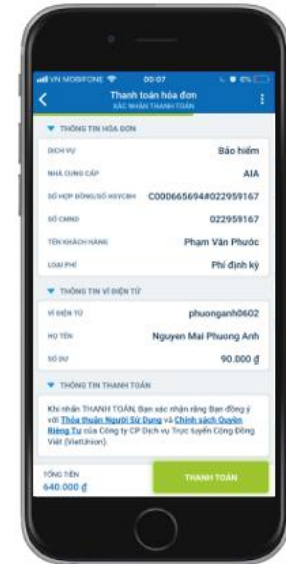 VN MOBIFONE 00:07 6%
Thanh toán hóa đơn
XÁC NHẬN THANH TOÁN
THÔNG TIN HÓA ĐƠN
DỊCH VỤ Bảo hiểm
NHÀ CUNG CẤP AIA
SỐ HỢP ĐỒNG/SỐ HSYCBH C000665694#022959167
SỐ CMND 022959167
TÊN KHÁCH HÀNG Phạm Văn Phước
LOẠI PHÍ Phí định kỳ
THÔNG TIN VÍ ĐIỆN TỬ
VÍ ĐIỆN TỬ phuonganh0602
HỌ TÊN Nguyen Mai Phuong Anh
SỐ DƯ 90.000 ₫
THÔNG TIN THANH TOÁN
Khi nhấn THANH TOÁN, Bạn xác nhận rằng Bạn đồng ý
với Thỏa thuận Người Sử Dụng và Chính sách Quyền
Riêng Tư của Công ty CP Dịch vụ Trực tuyến Cộng Đồng
Việt (VietUnion).
TỔNG TIỀN
640.000 ₫
THANH TOÁN